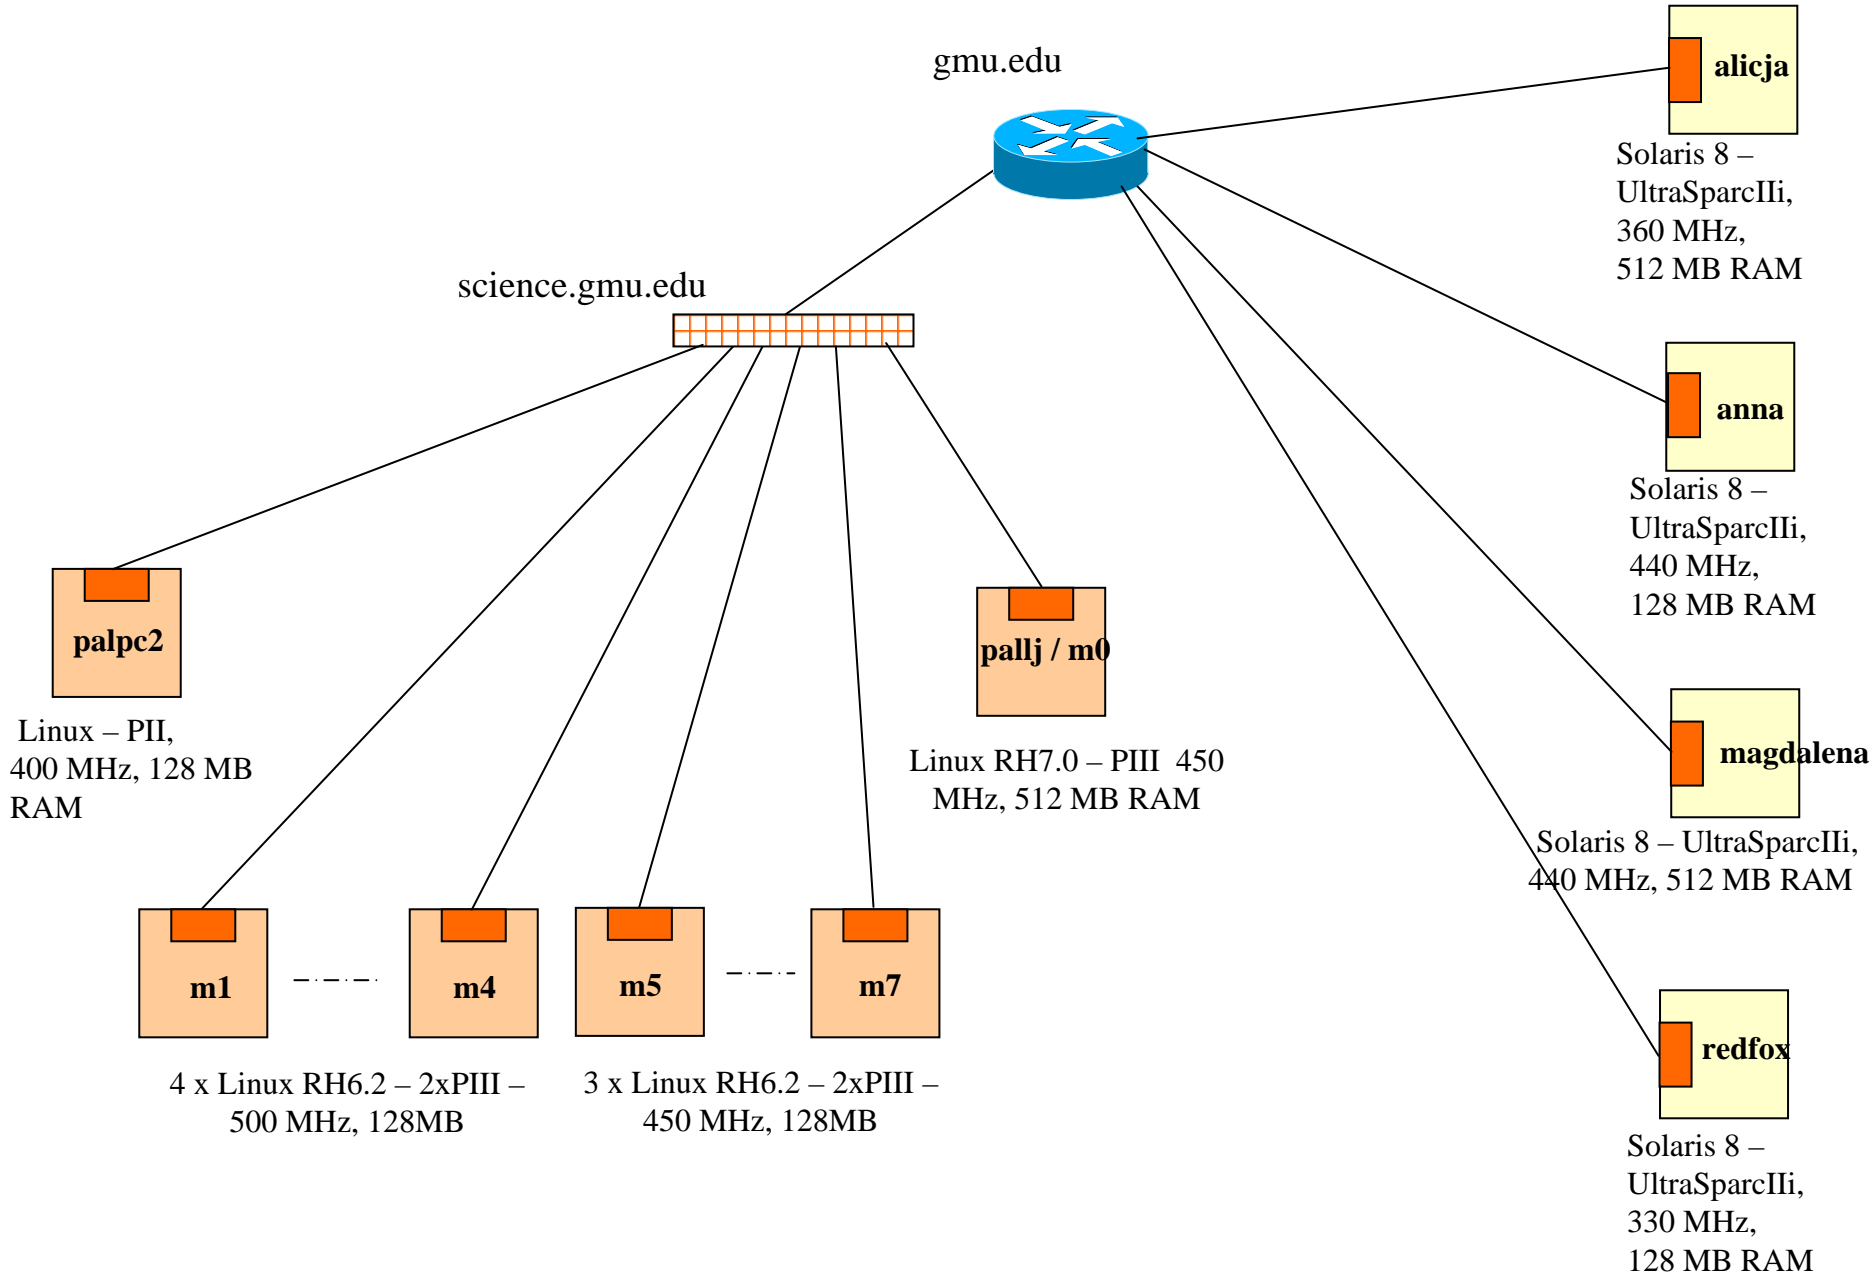 gmu.edu
alicja
Solaris 8 –
UltraSparcIIi,
360 MHz,
512 MB RAM
science.gmu.edu
anna
Solaris 8 –
UltraSparcIIi,
440 MHz,
128 MB RAM
palpc2
Linux – PII,
400 MHz, 128 MB
RAM
pallj / m0
Linux RH7.0 – PIII 450
MHz, 512 MB RAM
magdalena
Solaris 8 – UltraSparcIIi,
440 MHz, 512 MB RAM
m1
m4
m5
m7
4 x Linux RH6.2 – 2xPIII –
500 MHz, 128MB
3 x Linux RH6.2 – 2xPIII –
450 MHz, 128MB
redfox
Solaris 8 –
UltraSparcIIi,
330 MHz,
128 MB RAM